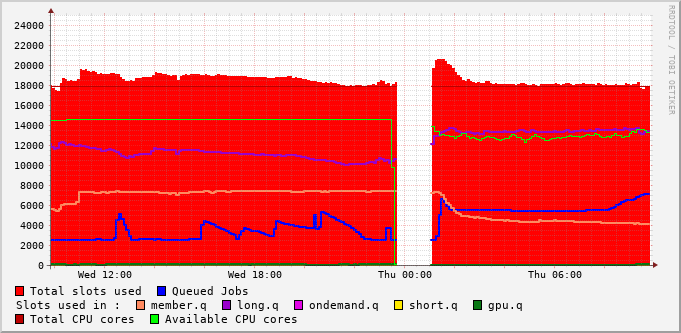 24000
22000
20000
18000
16000
14000
12000
10000
8000
6000
4000
2000
0
Wed 12:00 Wed 18:00 Thu 00:00 Thu 06:00
Total slots used Queued Jobs
Slots used in : member.q long.q ondemand.q short.q gpu.q
Total CPU cores Available CPU cores
RRDTOOL / TOBI OETIKER